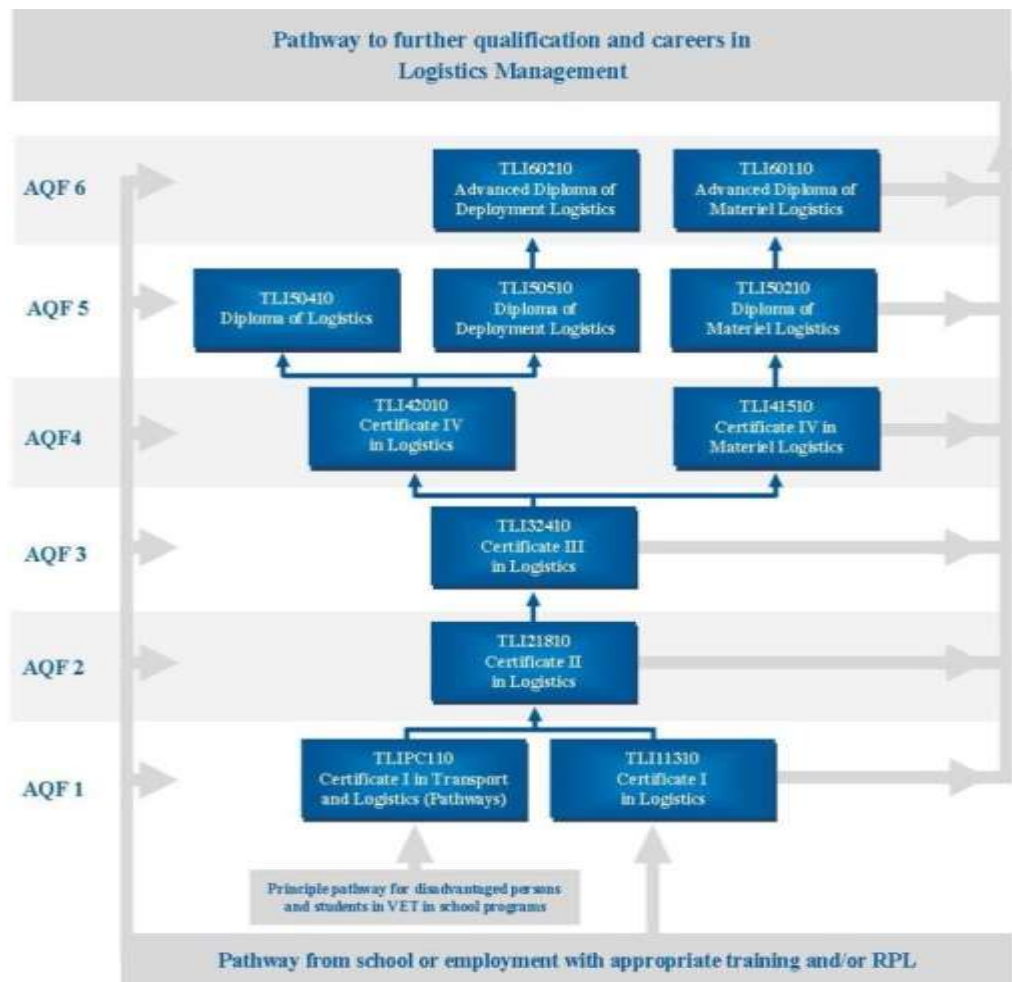 Pathway to further qualification and careers in
Logistics Management
AQF 6
TLI60210
Advanced Diploma of
Deployment Logistics
TLI60110
Advanced Diploma of
Materiel Logistics
AQF 5
TLI50410
Diploma of Logistics
TLI50510
Diploma of
Deployment Logistics
TLI50210
Diploma of
Materiel Logistics
AQF4
TLI42010
Certificate IV
in Logistics
TLI41510
Certificate IV in
Materiel Logistics
AQF 3
TLI32410
Certificate III
in Logistics
AQF 2
TLI21810
Certificate II
in Logistics
AQF 1
TLIPC110
Certificate I in Transport
and Logistics (Pathways)
TLI11310
Certificate I
in Logistics
Principle pathway for disadvantaged persons
and students in VET in school programs
Pathway from school or employment with appropriate training and/or RPL